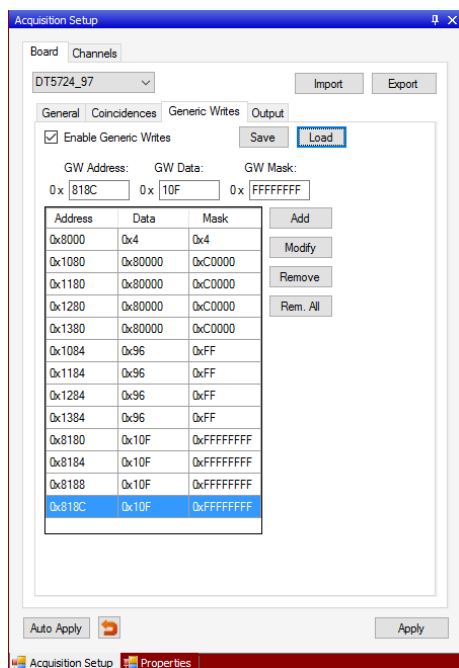 Acquisition Setup
Board Channels
DT5724_97 Import Export
General Coincidences Generic Writes Output
Enable Generic Writes Save Load
GW Address: GW Data: GW Mask:
0x 818C 0x 10F 0x FFFFFFFF
Address Data Mask Add
0x8000 0x4 0x4
Modify
0x1080 0x80000 0xC0000
0x1180 0x80000 0xC0000 Remove
0x1280 0x80000 0xC0000 Rem. All
0x1380 0x80000 0xC0000
0x1084 0x96 0xFF
0x1184 0x96 0xFF
0x1284 0x96 0xFF
0x1384 0x96 0xFF
0x8180 0x10F 0xFFFFFFFF
0x8184 0x10F 0xFFFFFFFF
0x8188 0x10F 0xFFFFFFFF
0x818C 0x10F 0xFFFFFFFF
Auto Apply Apply
Acquisition Setup Properties